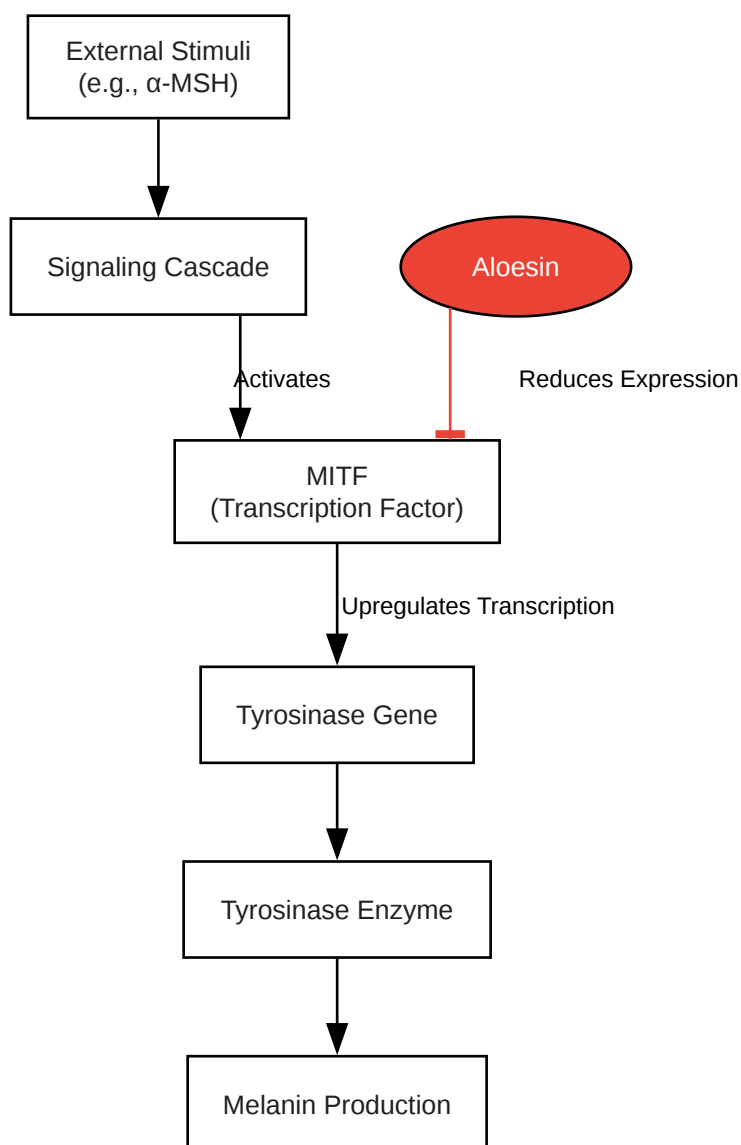 External Stimuli
(e.g., α-MSH)
Signaling Cascade
Aloesin
Activates
Reduces Expression
MITF
(Transcription Factor)
Upregulates Transcription
Tyrosinase Gene
Tyrosinase Enzyme
Melanin Production